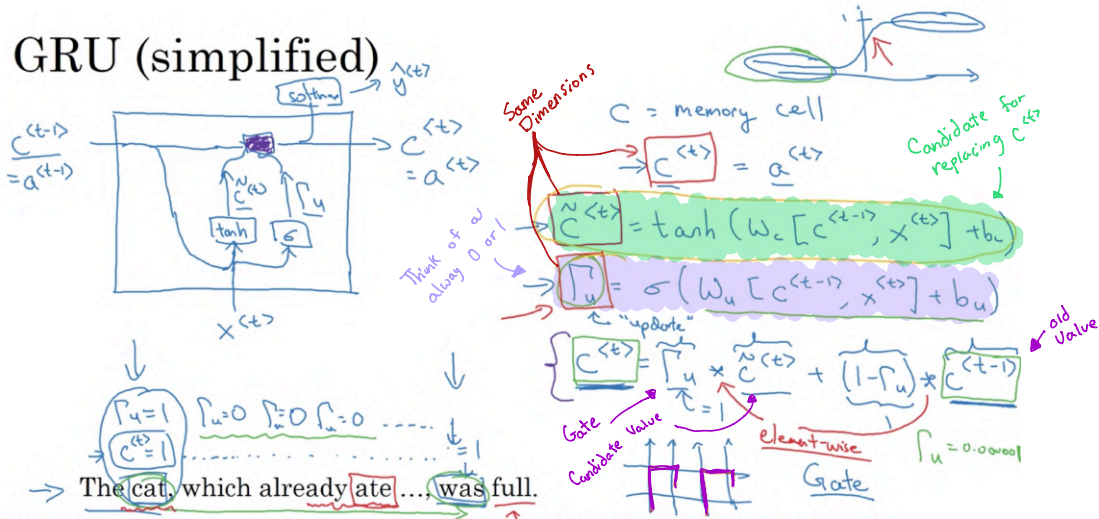 GRU (simplified)
softmax
ŷ<t>
c<t-1>
= a<t-1>
c̃<t>
Γu
tanh
σ
c<t>
= a<t>
x<t>
Same
Dimensions
C = memory cell
Candidate for
replacing C<t>
c<t> = a<t>
c̃<t> = tanh (Wc [c<t-1>, x<t>] + bc)
Think of as
alway 0 or 1
Γu = σ (Wu [c<t-1>, x<t>] + bu)
"update"
old
Value
c<t> = Γu * c̃<t> + (1-Γu) * c<t-1>
=1
1
Gate
Candidate Value
element-wise
Γu = 0.000001
Gate
Γu=1 Γu=0 Γu=0 Γu=0 .....
c<t>=1 ............ =1
The cat, which already ate ..., was full.